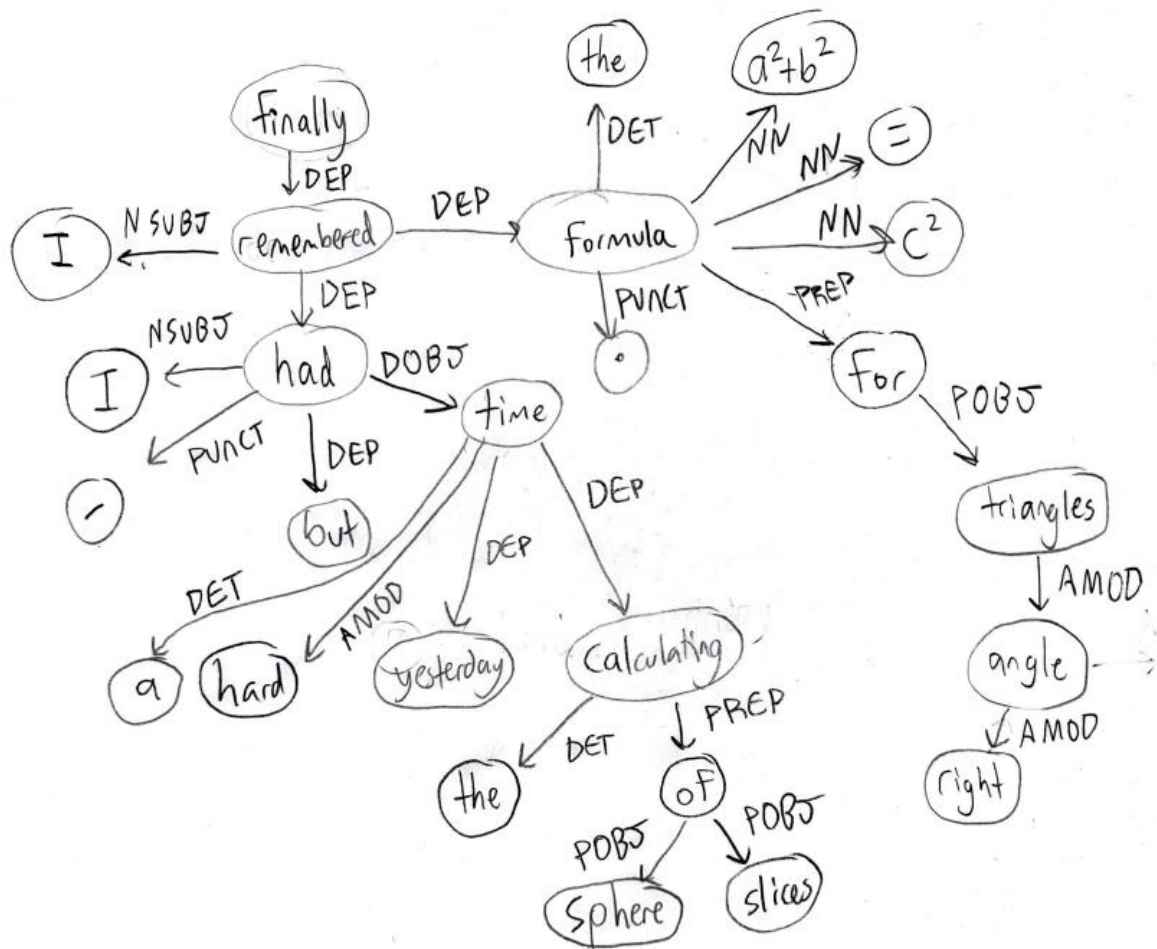 the
a²+b²
finally
DET
NN
=
DEP
NN
NSUBJ
DEP
I
remembered
formula
NN
C²
DEP
PUNCT
PREP
NSUBJ
I
had
DOBJ
.
for
time
POBJ
PUNCT
DEP
DEP
-
but
DEP
triangles
DET
AMOD
AMOD
a
hard
yesterday
Calculating
angle
PREP
AMOD
DET
the
of
right
POBJ
POBJ
Sphere
slices